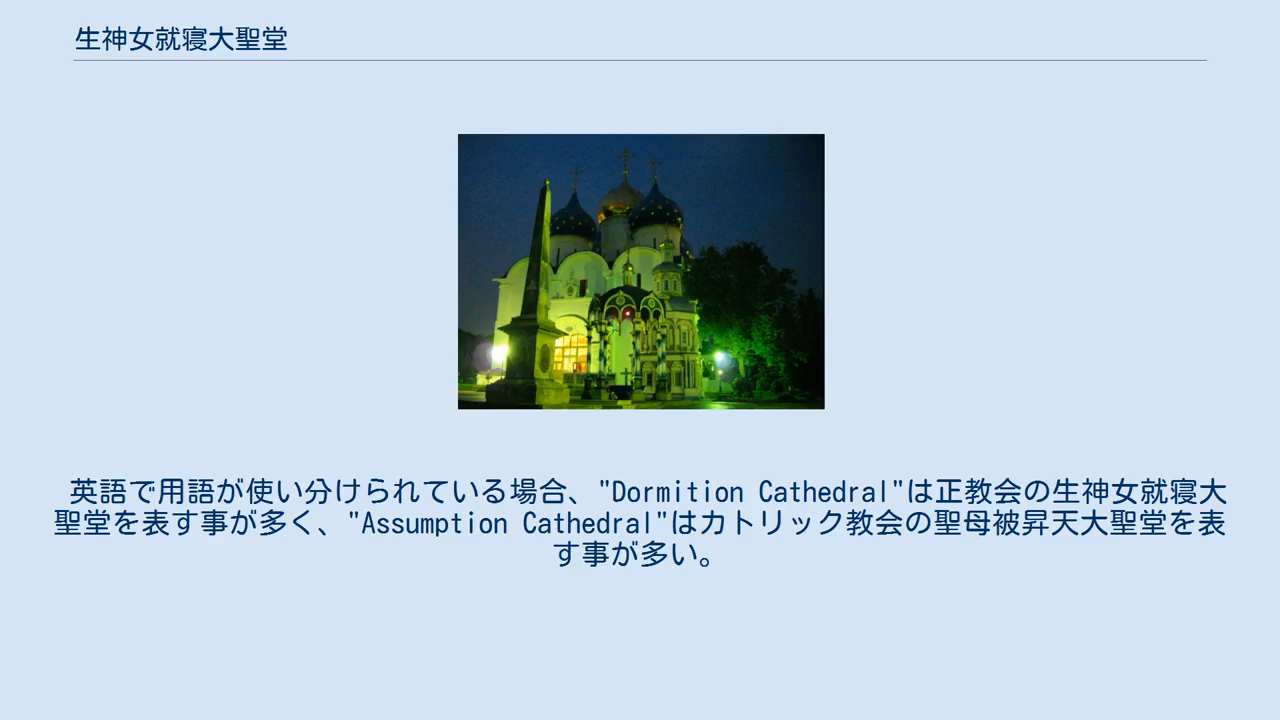 生神女就寝大聖堂
英語で用語が使い分けられている場合、"Dormition Cathedral"は正教会の生神女就寝大
聖堂を表す事が多く、"Assumption Cathedral"はカトリック教会の聖母被昇天大聖堂を表
す事が多い。